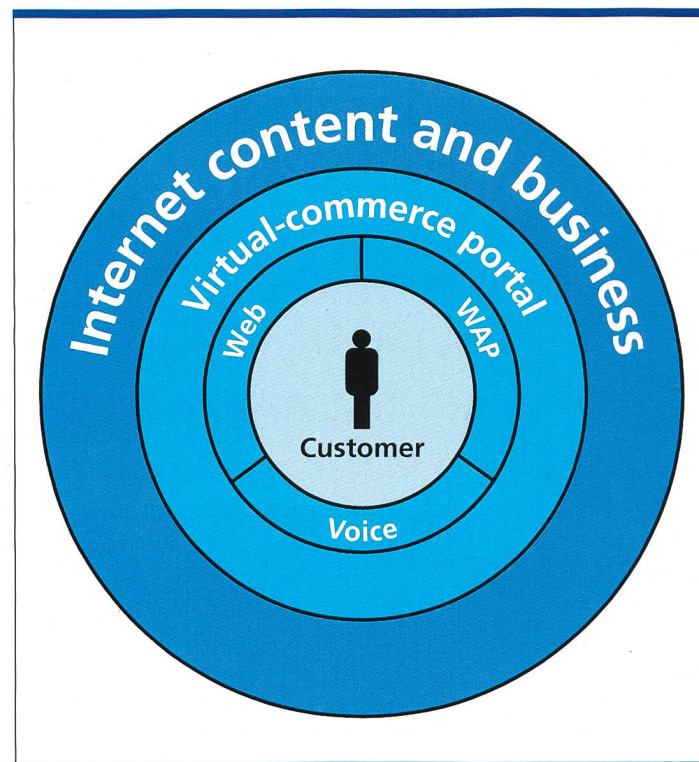 Internet content and business
Virtual-commerce portal
Web
WAP
Customer
Voice